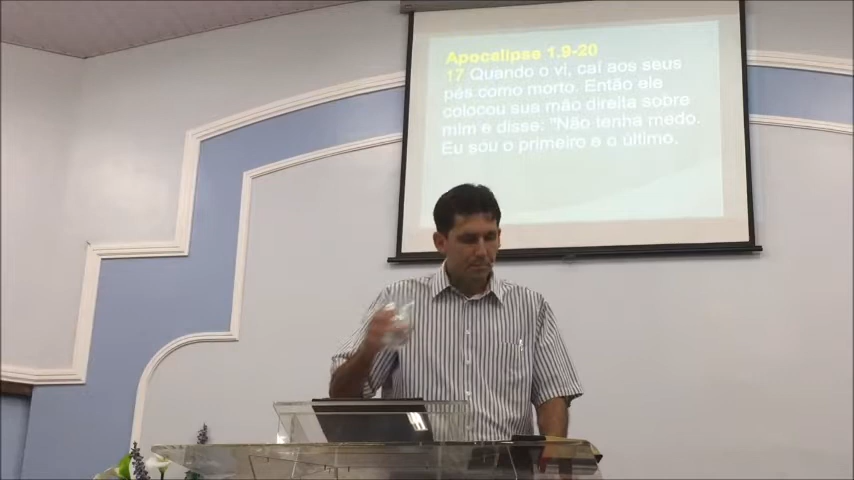 Apocalipse 1.9-20
17 Quando o vi, caí aos seus
pés como morto. Então ele
colocou sua mão direita sobre
mim e disse: "Não tenha medo.
Eu sou o primeiro e o último.